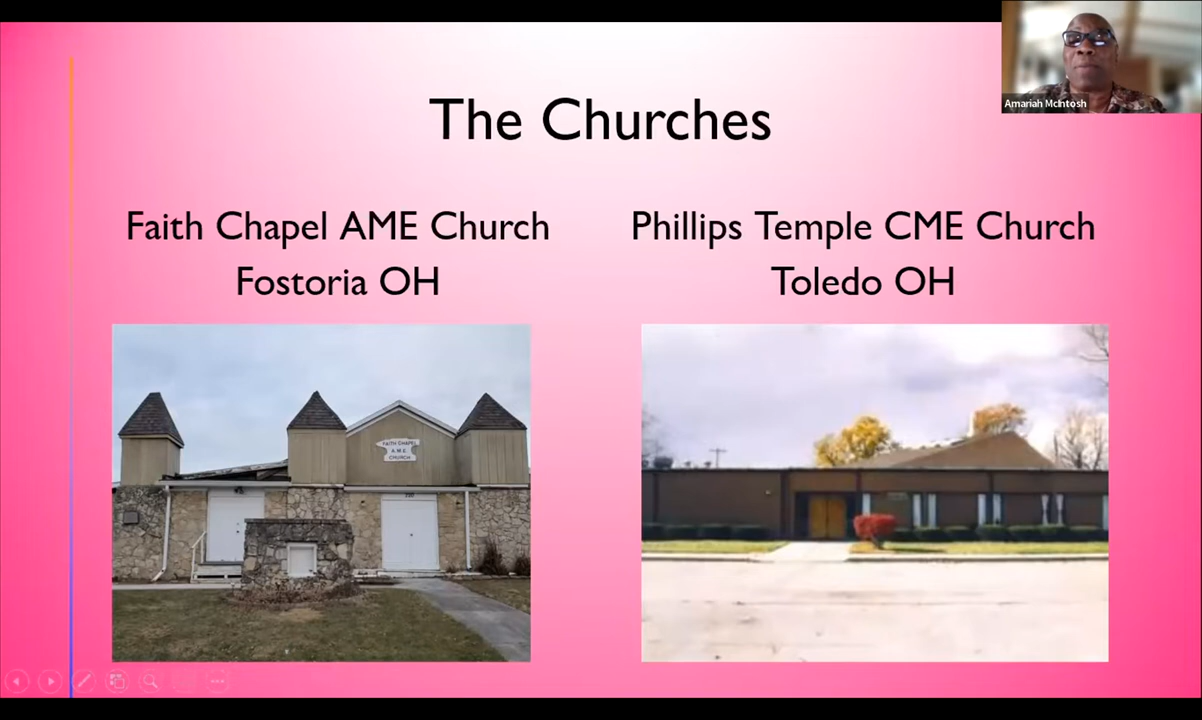 The Churches
Amariah McIntosh
Faith Chapel AME Church
Fostoria OH
Phillips Temple CME Church
Toledo OH
FAITH CHAPEL
A.M.E.
CHURCH